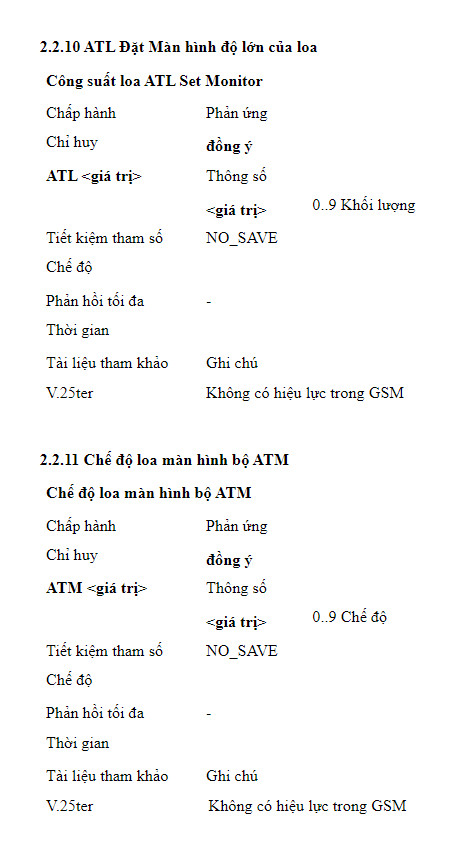 2.2.10 ATL Đặt Màn hình độ lớn của loa
Công suất loa ATL Set Monitor
Chấp hành Phản ứng
Chỉ huy đồng ý
ATL <giá trị> Thông số
<giá trị> 0..9 Khối lượng
Tiết kiệm tham số NO_SAVE
Chế độ
Phản hồi tối đa -
Thời gian
Tài liệu tham khảo Ghi chú
V.25ter Không có hiệu lực trong GSM
2.2.11 Chế độ loa màn hình bộ ATM
Chế độ loa màn hình bộ ATM
Chấp hành Phản ứng
Chỉ huy đồng ý
ATM <giá trị> Thông số
<giá trị> 0..9 Chế độ
Tiết kiệm tham số NO_SAVE
Chế độ
Phản hồi tối đa -
Thời gian
Tài liệu tham khảo Ghi chú
V.25ter Không có hiệu lực trong GSM